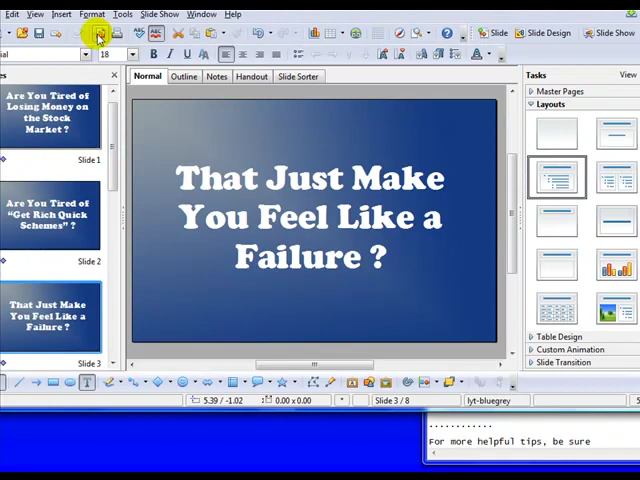 dit View Insert Format Tools Slide Show Window Help
Slide Slide Design Slide Show
ial 18
B I U S A
es
Normal Outline Notes Handout Slide Sorter
Tasks View
Master Pages
Layouts
Are You Tired of
Losing Money on
the Stock
Market ?
Slide 1
Are You Tired of
“Get Rich Quick
Schemes” ?
Slide 2
That Just Make
You Feel Like a
Failure ?
Slide 3
That Just Make
You Feel Like a
Failure ?
Table Design
Custom Animation
Slide Transition
5.39 / -1.02 0.00 x 0.00 * Slide 3 / 8 lyt-bluegrey 5
............
For more helpful tips, be sure